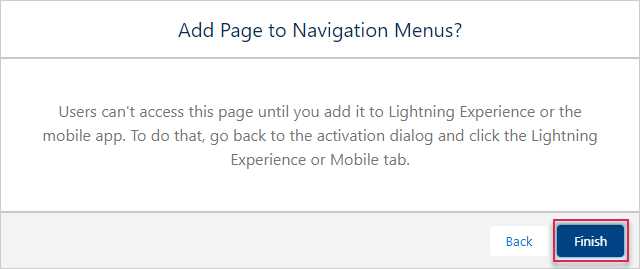 Add Page to Navigation Menus?
Users can't access this page until you add it to Lightning Experience or the
mobile app. To do that, go back to the activation dialog and click the Lightning
Experience or Mobile tab.
Back
Finish